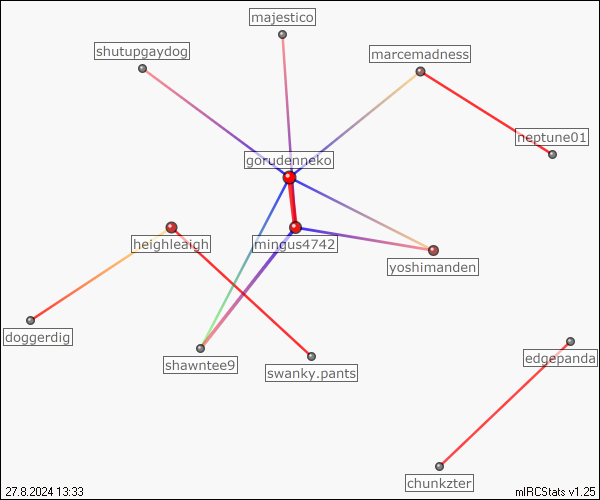 majestico
shutupgaydog
marcemadness
neptune01
gorudenneko
heighleaigh
mingus4742
yoshimanden
doggerdig
shawntee9
swanky.pants
edgepanda
chunkzter
27.8.2024 13:33
mIRCStats v1.25